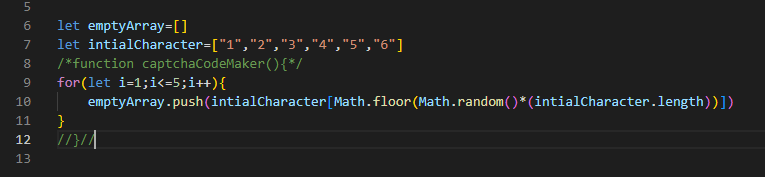 5
6 let emptyArray=[]
7 let intialCharacter=["1","2","3","4","5","6"]
8 /*function captchaCodeMaker(){*/
9 for(let i=1;i<=5;i++){
10 emptyArray.push(intialCharacter[Math.floor(Math.random()*(intialCharacter.length))])
11 }
12 //}//
13